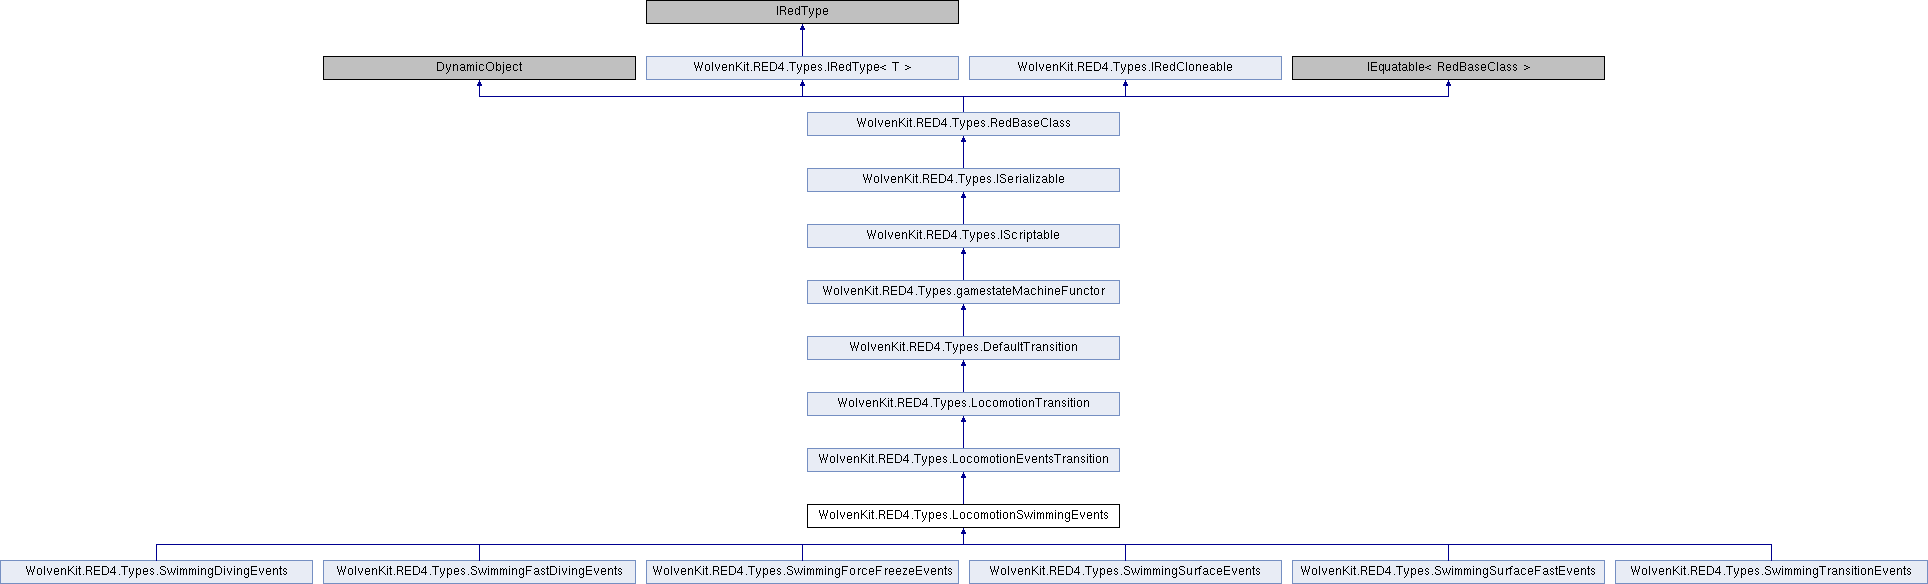 IRedType
DynamicObject
WolvenKit.RED4.Types.IRedType< T >
WolvenKit.RED4.Types.IRedCloneable
IEquatable< RedBaseClass >
WolvenKit.RED4.Types.RedBaseClass
WolvenKit.RED4.Types.ISerializable
WolvenKit.RED4.Types.IScriptable
WolvenKit.RED4.Types.gamestateMachineFunctor
WolvenKit.RED4.Types.DefaultTransition
WolvenKit.RED4.Types.LocomotionTransition
WolvenKit.RED4.Types.LocomotionEventsTransition
WolvenKit.RED4.Types.LocomotionSwimmingEvents
WolvenKit.RED4.Types.SwimmingDivingEvents
WolvenKit.RED4.Types.SwimmingFastDivingEvents
WolvenKit.RED4.Types.SwimmingForceFreezeEvents
WolvenKit.RED4.Types.SwimmingSurfaceEvents
WolvenKit.RED4.Types.SwimmingSurfaceFastEvents
WolvenKit.RED4.Types.SwimmingTransitionEvents